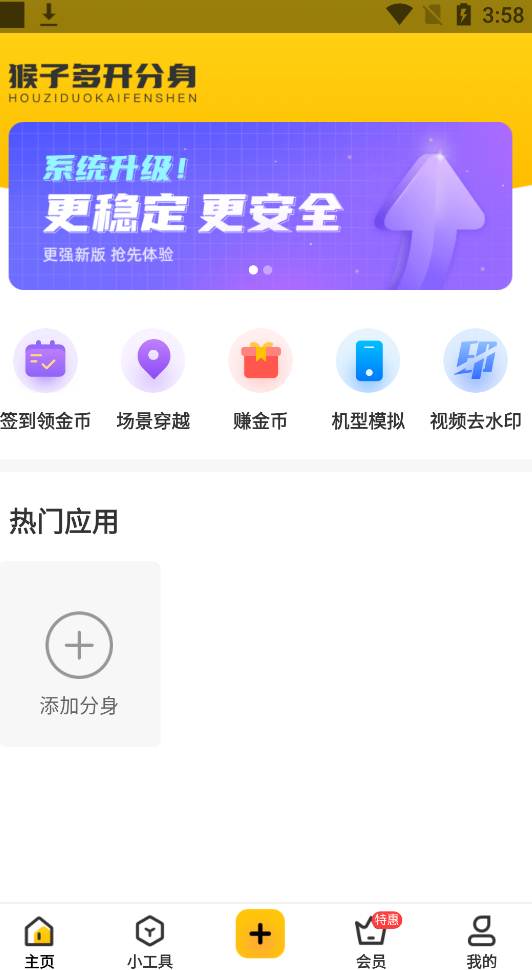 3:58
猴子多开分身
HOUZIDUOKAIFENSHEN
系统升级！
更稳定 更安全
更强新版 抢先体验
签到领金币 场景穿越 赚金币 机型模拟 视频去水印
热门应用
添加分身
特惠
主页 小工具 会员 我的